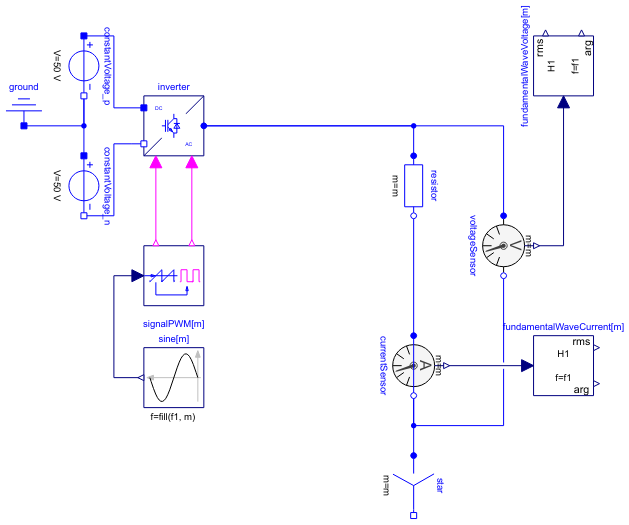 fundamentalWaveVoltage[m]
rms
arg
H1
f=f1
constantVoltage_p
+
V=50 V
ground
inverter
DC
AC
constantVoltage_n
+
V=50 V
resistor
m=m
voltageSensor
V
m=m
signalPWM[m]
sine[m]
f=fill(f1, m)
currentSensor
A
m=m
fundamentalWaveCurrent[m]
rms
H1
f=f1
arg
star
m=m